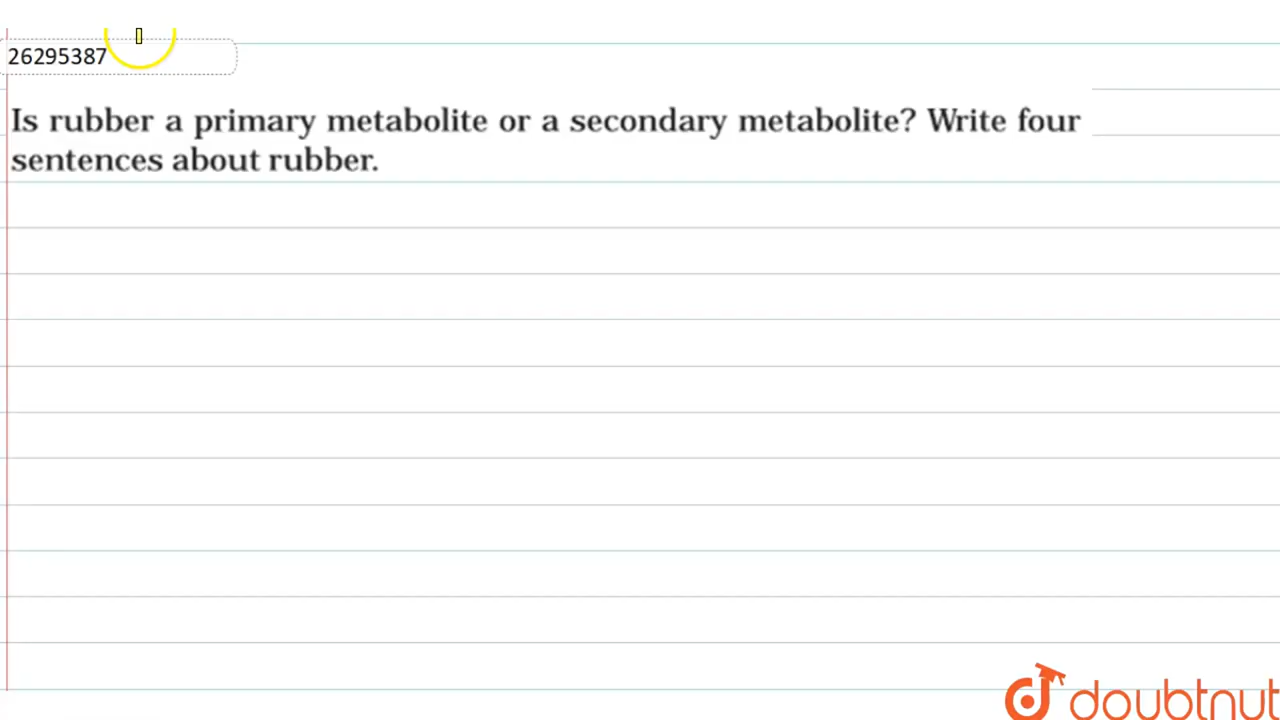 26295387
Is rubber a primary metabolite or a secondary metabolite? Write four
sentences about rubber.
doubtnut